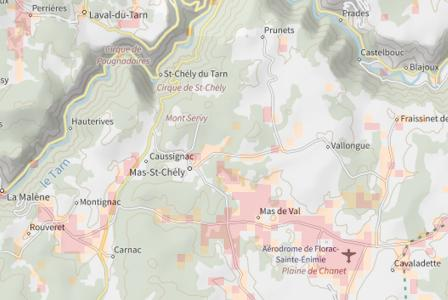 Perrières
Laval-du-Tarn
Prades
Prunets
Cirque de
Pougnadoires
Castelbouc
Blajoux
St-Chély du Tarn
Cirque de St-Chély
Mont Servy
Hauterives
Fraissinet de
Vallongue
Caussignac
Mas-St-Chély
le Tarn
La Malène
Montignac
Mas de Val
Rouveret
Carnac
Aérodrome de Florac
Sainte-Énimie
Plaine de Chanet
Cavaladette